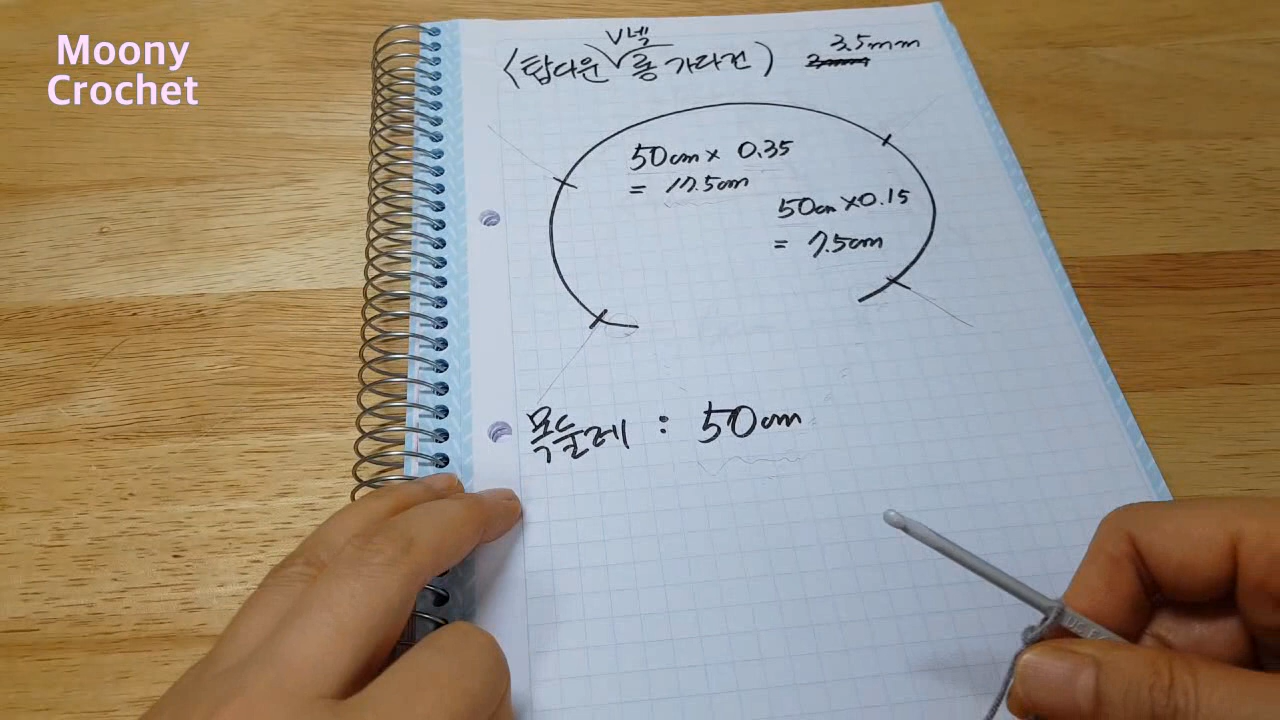 Moony
Crochet
V넥
<탑다운 롱 가디건>
3.5mm
50cm × 0.35
= 17.5cm
50cm × 0.15
= 7.5cm
목둘레 : 50cm